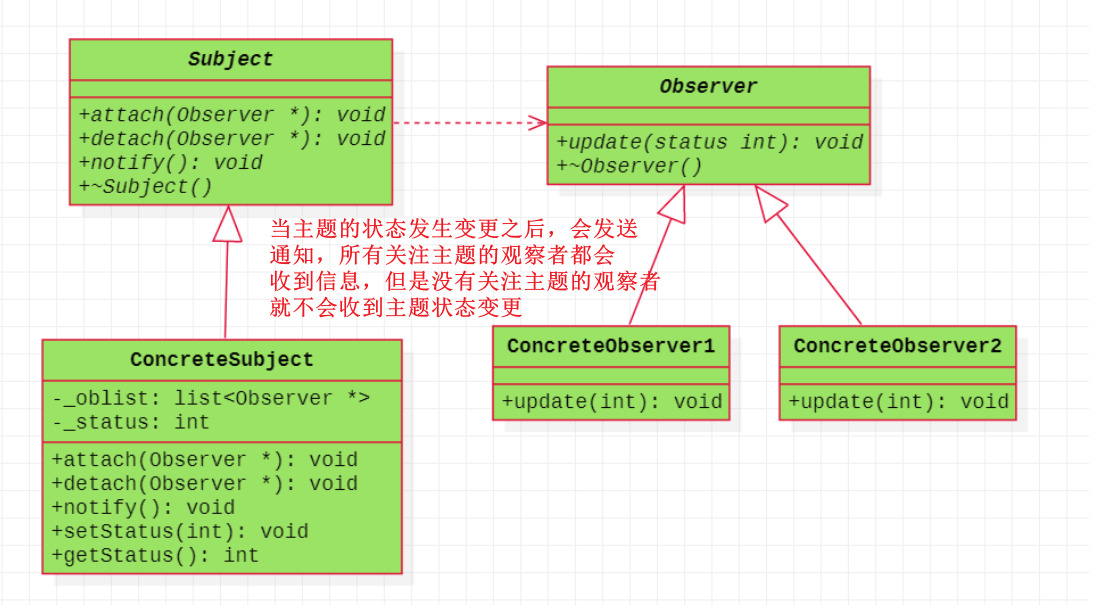 Subject
+attach(Observer *): void
+detach(Observer *): void
+notify(): void
+~Subject()
Observer
+update(status int): void
+~Observer()
当主题的状态发生变更之后，会发送
通知，所有关注主题的观察者都会
收到信息，但是没有关注主题的观察者
就不会收到主题状态变更
ConcreteSubject
-_oblist: list<Observer *>
-_status: int
+attach(Observer *): void
+detach(Observer *): void
+notify(): void
+setStatus(int): void
+getStatus(): int
ConcreteObserver1
+update(int): void
ConcreteObserver2
+update(int): void